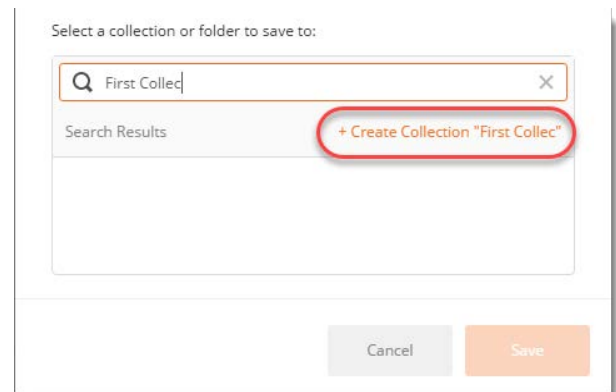 Select a collection or folder to save to:
First Collec
Search Results + Create Collection "First Collec"
Cancel Save